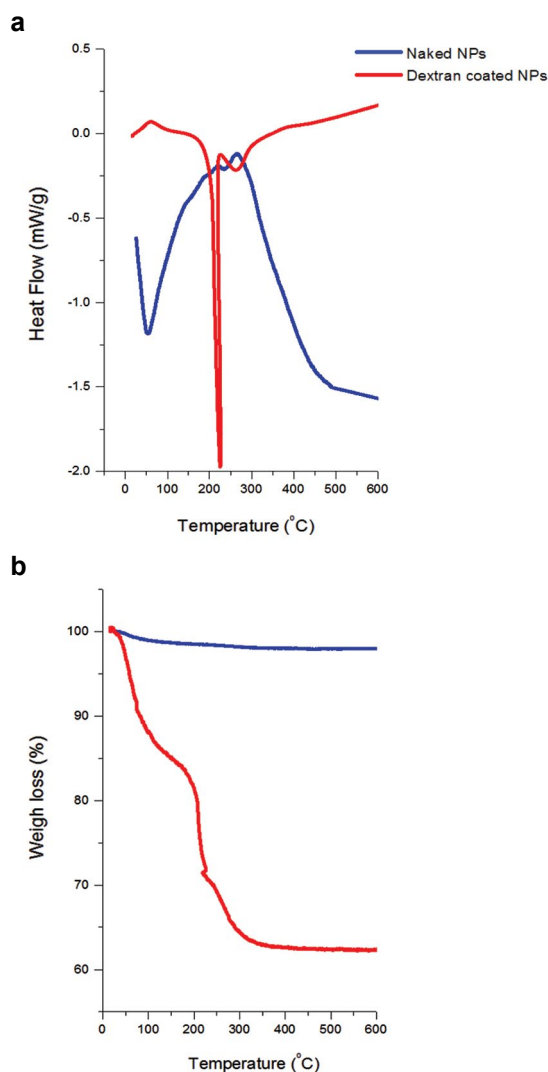 a
Naked NPs
Dextran coated NPs
0.5
0.0
-0.5
-1.0
-1.5
-2.0
Heat Flow (mW/g)
0 100 200 300 400 500 600
Temperature (°C)
b
100
90
80
70
60
Weigh loss (%)
0 100 200 300 400 500 600
Temperature (°C)